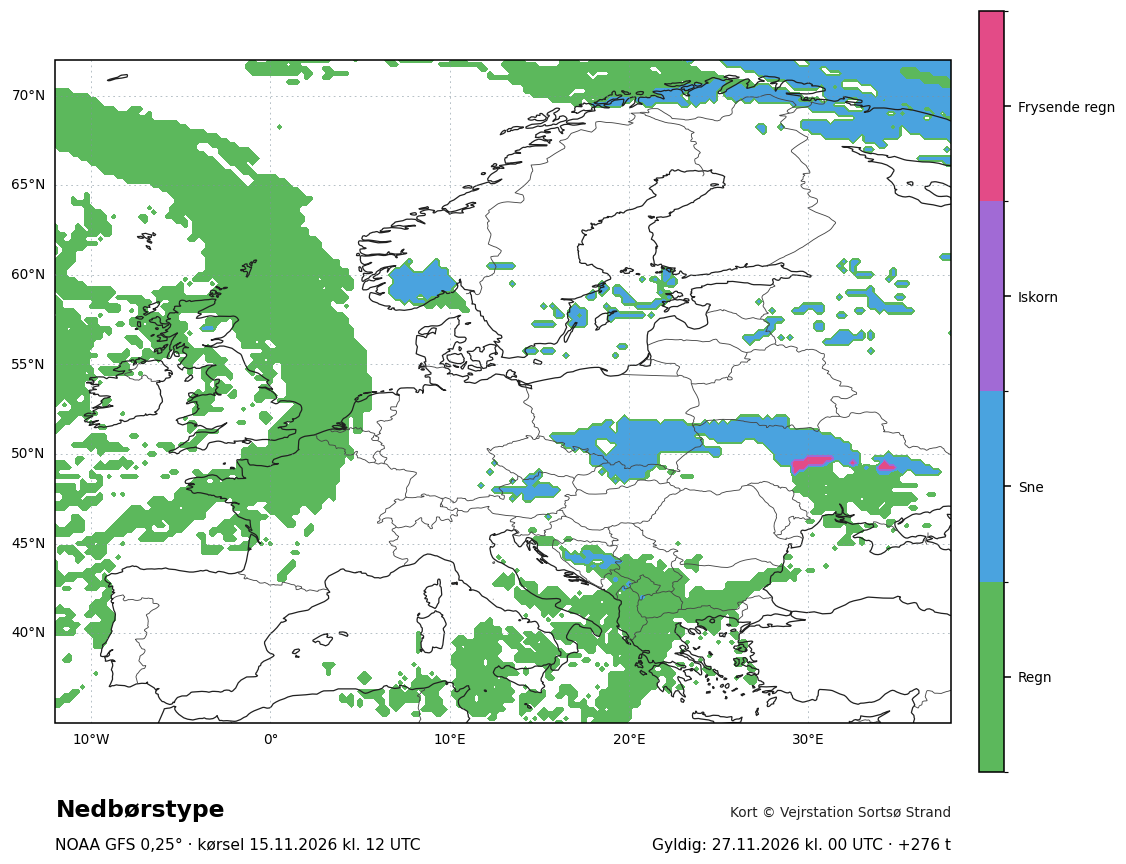 70°N
65°N
60°N
55°N
50°N
45°N
40°N
10°W
0°
10°E
20°E
30°E
Frysende regn
Iskorn
Sne
Regn
Nedbørstype
Kort © Vejrstation Sortsø Strand
NOAA GFS 0,25° · kørsel 15.11.2026 kl. 12 UTC
Gyldig: 27.11.2026 kl. 00 UTC · +276 t